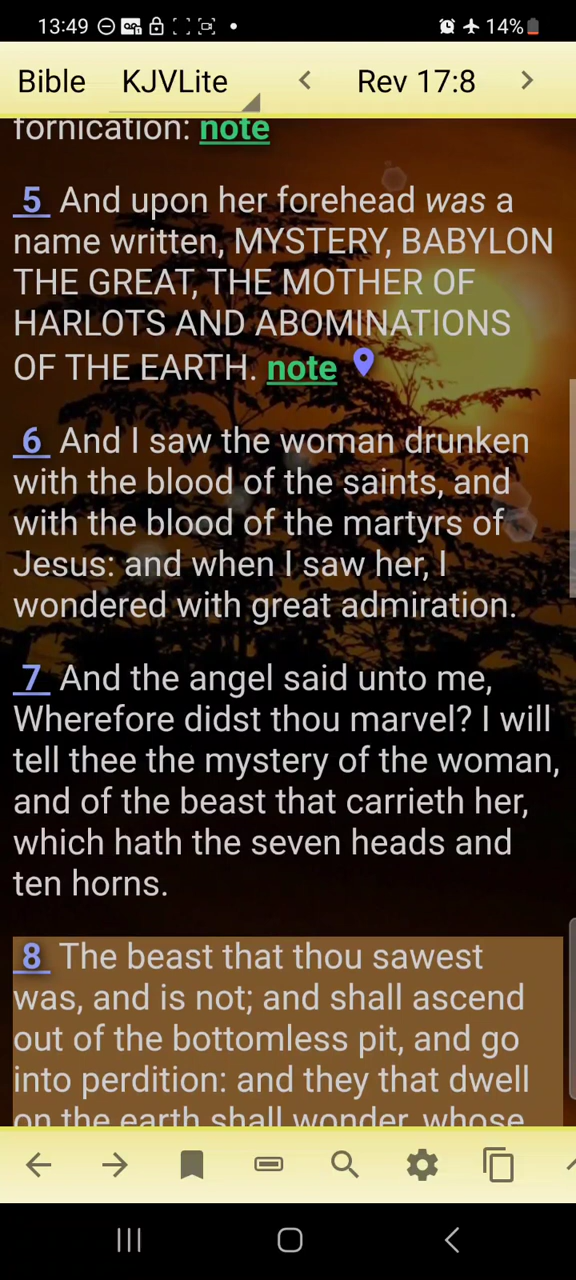 13:49 14%
Bible KJVLite < Rev 17:8 >
fornication: note
5 And upon her forehead was a
name written, MYSTERY, BABYLON
THE GREAT, THE MOTHER OF
HARLOTS AND ABOMINATIONS
OF THE EARTH. note
6 And I saw the woman drunken
with the blood of the saints, and
with the blood of the martyrs of
Jesus: and when I saw her, I
wondered with great admiration.
7 And the angel said unto me,
Wherefore didst thou marvel? I will
tell thee the mystery of the woman,
and of the beast that carrieth her,
which hath the seven heads and
ten horns.
8 The beast that thou sawest
was, and is not; and shall ascend
out of the bottomless pit, and go
into perdition: and they that dwell
on the earth shall wonder, whose